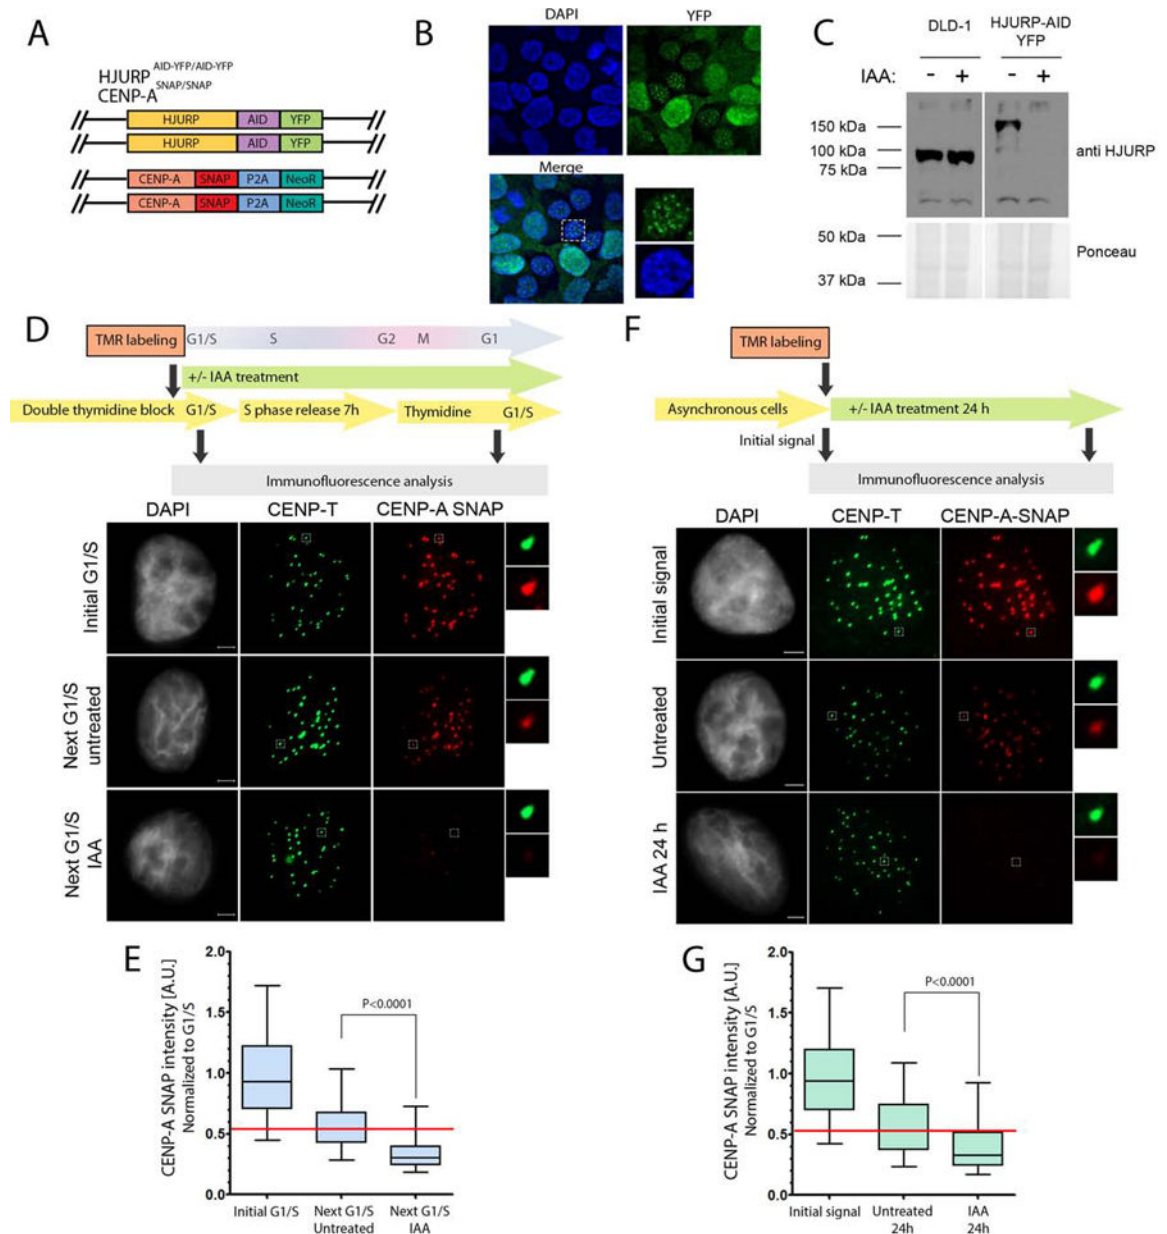 A
HJURP AID-YFP/AID-YFP
CENP-A SNAP/SNAP
HJURP AID YFP
HJURP AID YFP
CENP-A SNAP P2A NeoR
CENP-A SNAP P2A NeoR
B
DAPI YFP
Merge
C
DLD-1 HJURP-AID
YFP
IAA: - + - +
150 kDa
100 kDa
75 kDa
anti HJURP
50 kDa
37 kDa
Ponceau
D
TMR labeling G1/S S G2 M G1
+/- IAA treatment
Double thymidine block G1/S S phase release 7h Thymidine G1/S
Immunofluorescence analysis
DAPI CENP-T CENP-A SNAP
Initial G1/S
Next G1/S
untreated
Next G1/S
IAA
E
CENP-A SNAP intensity [A.U.]
Normalized to G1/S
2.0
1.5
1.0
0.5
0.0
P<0.0001
Initial G1/S Next G1/S Next G1/S
Untreated IAA
F
TMR labeling
Asynchronous cells +/- IAA treatment 24 h
Initial signal
Immunofluorescence analysis
DAPI CENP-T CENP-A-SNAP
Initial signal
Untreated
IAA 24 h
G
CENP-A SNAP intensity [A.U.]
Normalized to G1/S
2.0
1.5
1.0
0.5
0.0
P<0.0001
Initial signal Untreated IAA
24h 24h